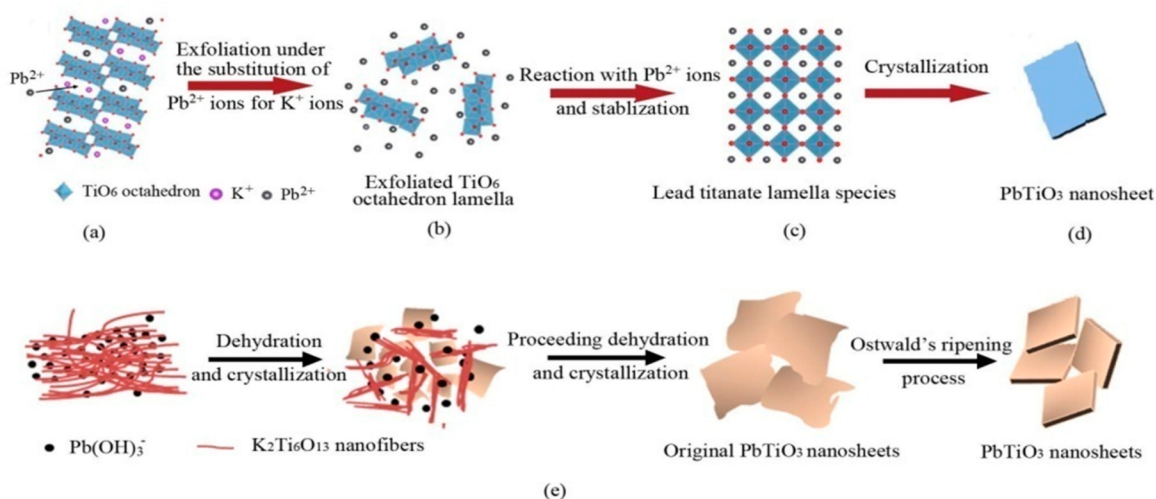 Pb²⁺
Exfoliation under
the substitution of
Pb²⁺ ions for K⁺ ions
Reaction with Pb²⁺ ions
and stablization
Crystallization
TiO₆ octahedron K⁺ Pb²⁺
Exfoliated TiO₆
octahedron lamella
Lead titanate lamella species
PbTiO₃ nanosheet
(a)
(b)
(c)
(d)
Dehydration
and crystallization
Proceeding dehydration
and crystallization
Ostwald's ripening
process
Pb(OH)₃⁻
K₂Ti₆O₁₃ nanofibers
Original PbTiO₃ nanosheets
PbTiO₃ nanosheets
(e)